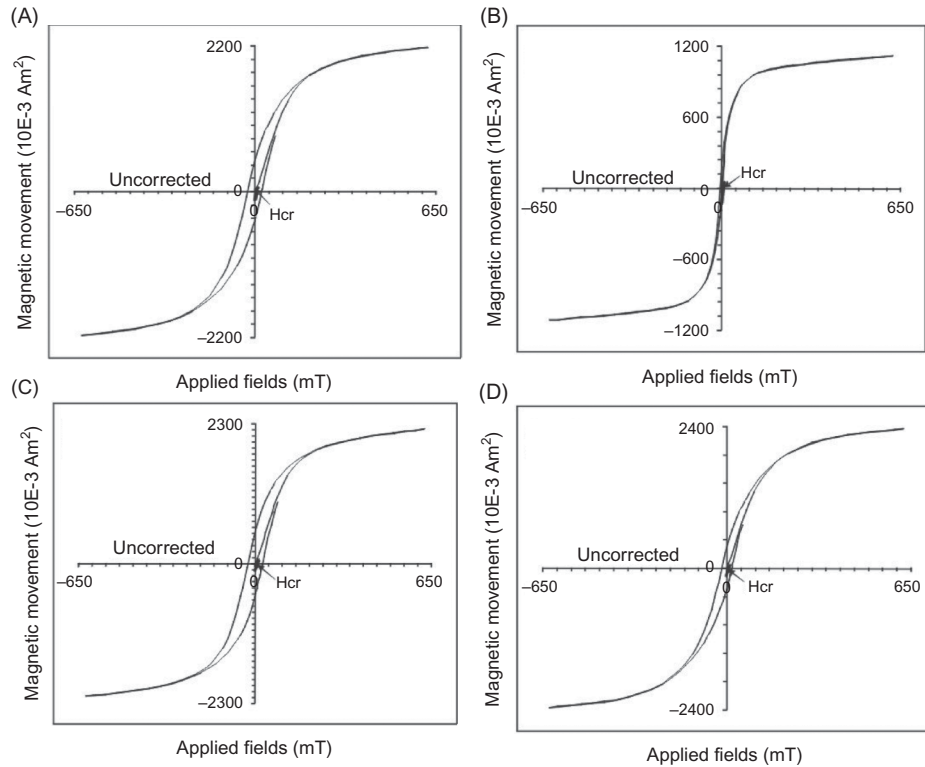 (A)
Magnetic movement (10E-3 Am²)
2200
0
–2200
Uncorrected
–650
0
650
Hcr
Applied fields (mT)
(B)
Magnetic movement (10E-3 Am²)
1200
600
0
–600
–1200
Uncorrected
–650
0
650
Hcr
Applied fields (mT)
(C)
Magnetic movement (10E-3 Am²)
2300
0
–2300
Uncorrected
–650
0
650
Hcr
Applied fields (mT)
(D)
Magnetic movement (10E-3 Am²)
2400
0
–2400
Uncorrected
–650
0
650
Hcr
Applied fields (mT)